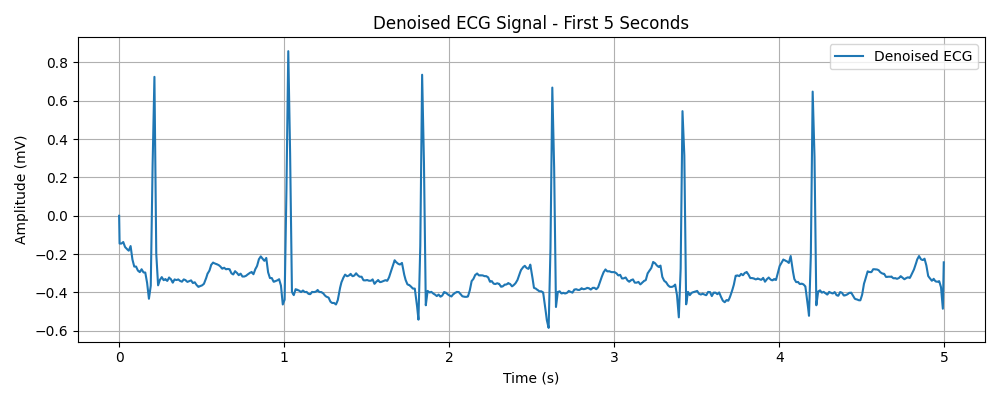 Denoised ECG Signal - First 5 Seconds
Denoised ECG
Amplitude (mV)
0.8
0.6
0.4
0.2
0.0
−0.2
−0.4
−0.6
0 1 2 3 4 5
Time (s)